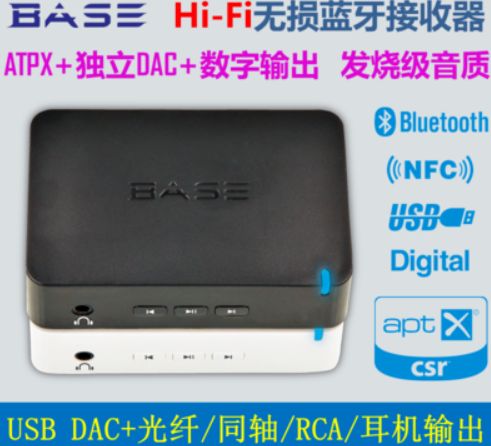 BASE Hi-Fi无损蓝牙接收器
ATPX+独立DAC+数字输出 发烧级音质
Bluetooth
NFC
USB
Digital
BASE
aptX
csr
USB DAC+光纤/同轴/RCA/耳机输出